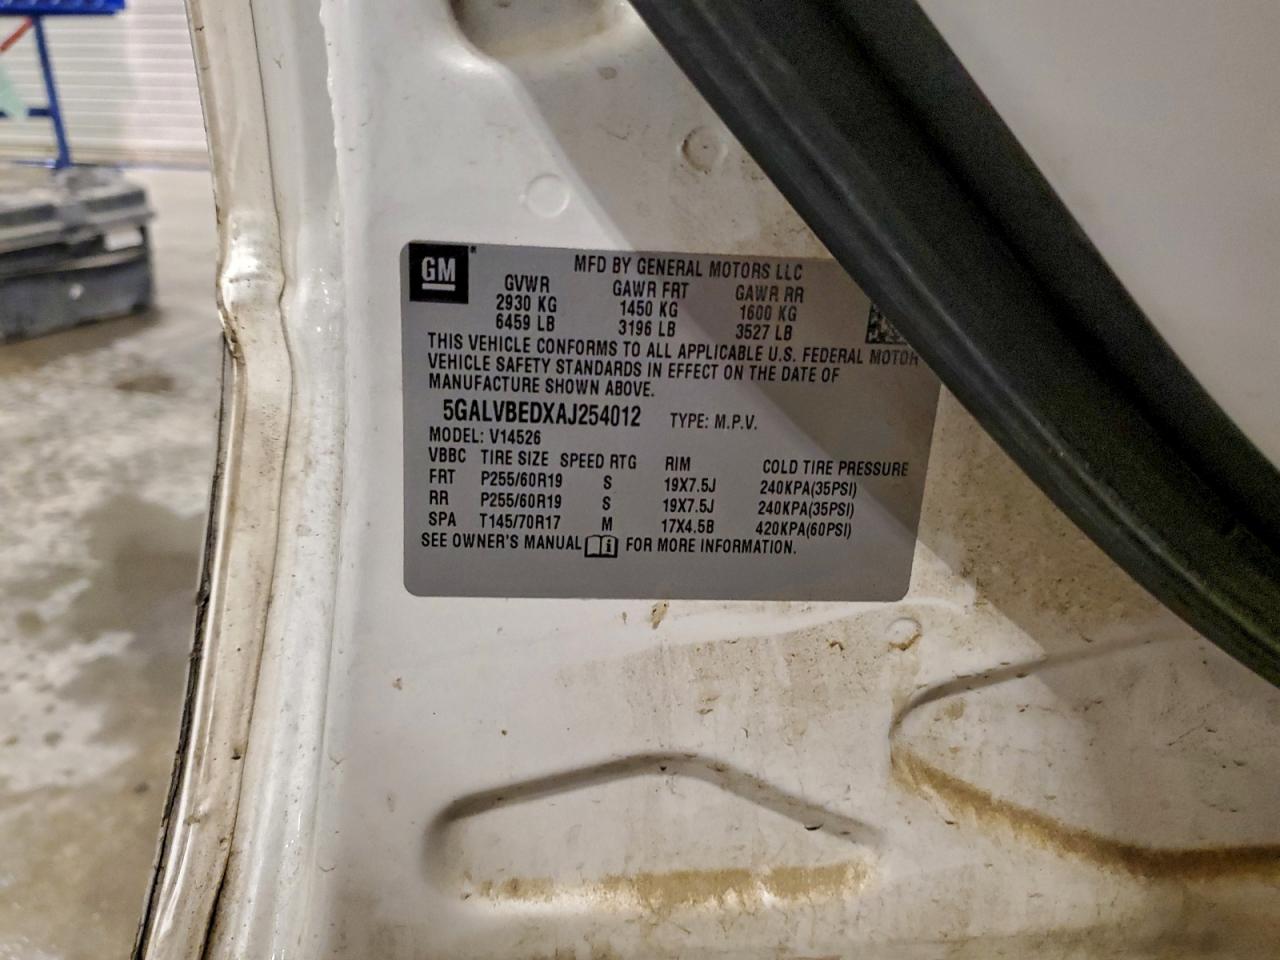 GM
MFD BY GENERAL MOTORS LLC
GVWR GAWR FRT GAWR RR
2930 KG 1450 KG 1600 KG
6459 LB 3196 LB 3527 LB
THIS VEHICLE CONFORMS TO ALL APPLICABLE U.S. FEDERAL MOTOR
VEHICLE SAFETY STANDARDS IN EFFECT ON THE DATE OF
MANUFACTURE SHOWN ABOVE.
5GALVBEDXAJ254012 TYPE: M.P.V.
MODEL: V14526
VBBC TIRE SIZE SPEED RTG RIM COLD TIRE PRESSURE
FRT P255/60R19 S 19X7.5J 240KPA(35PSI)
RR P255/60R19 S 19X7.5J 240KPA(35PSI)
SPA T145/70R17 M 17X4.5B 420KPA(60PSI)
SEE OWNER'S MANUAL FOR MORE INFORMATION.